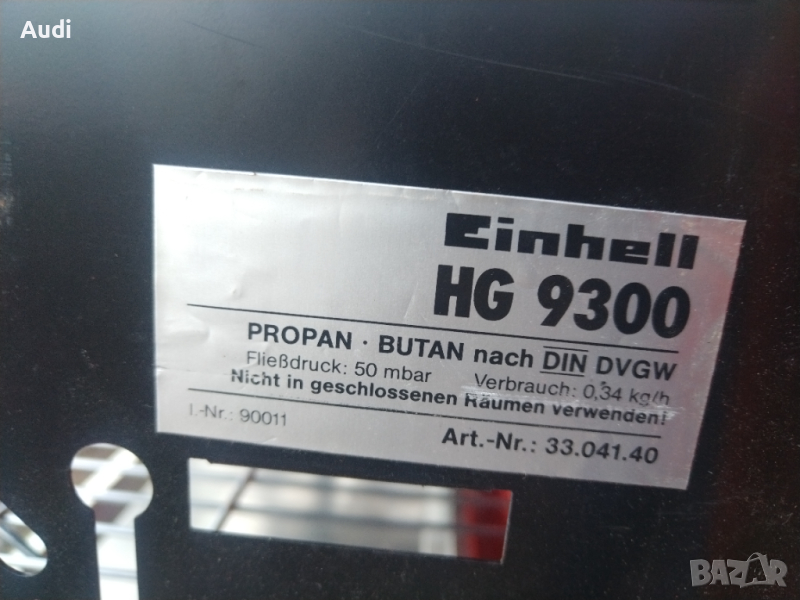 Audi
Einhell
HG 9300
PROPAN · BUTAN nach DIN DVGW
Fließdruck: 50 mbar Verbrauch: 0,34 kg/h
Nicht in geschlossenen Räumen verwenden!
I.-Nr.: 90011
Art.-Nr.: 33.041.40
BAZAR